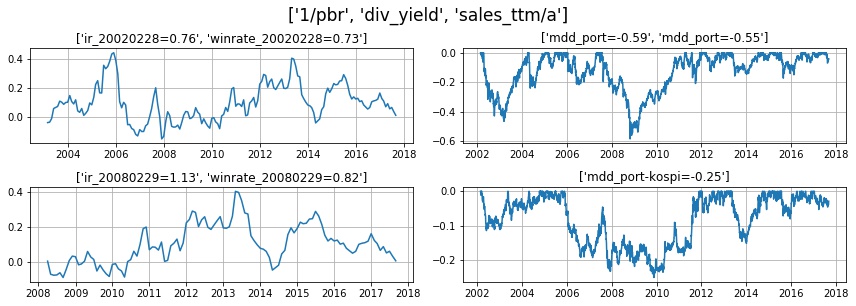 ['1/pbr', 'div_yield', 'sales_ttm/a']
['ir_20020228=0.76', 'winrate_20020228=0.73']
0.4
0.2
0.0
2004 2006 2008 2010 2012 2014 2016 2018
['mdd_port=-0.59', 'mdd_port=-0.55']
0.0
−0.2
−0.4
−0.6
2002 2004 2006 2008 2010 2012 2014 2016 2018
['ir_20080229=1.13', 'winrate_20080229=0.82']
0.4
0.2
0.0
2008 2009 2010 2011 2012 2013 2014 2015 2016 2017 2018
['mdd_port-kospi=-0.25']
0.0
−0.1
−0.2
2002 2004 2006 2008 2010 2012 2014 2016 2018